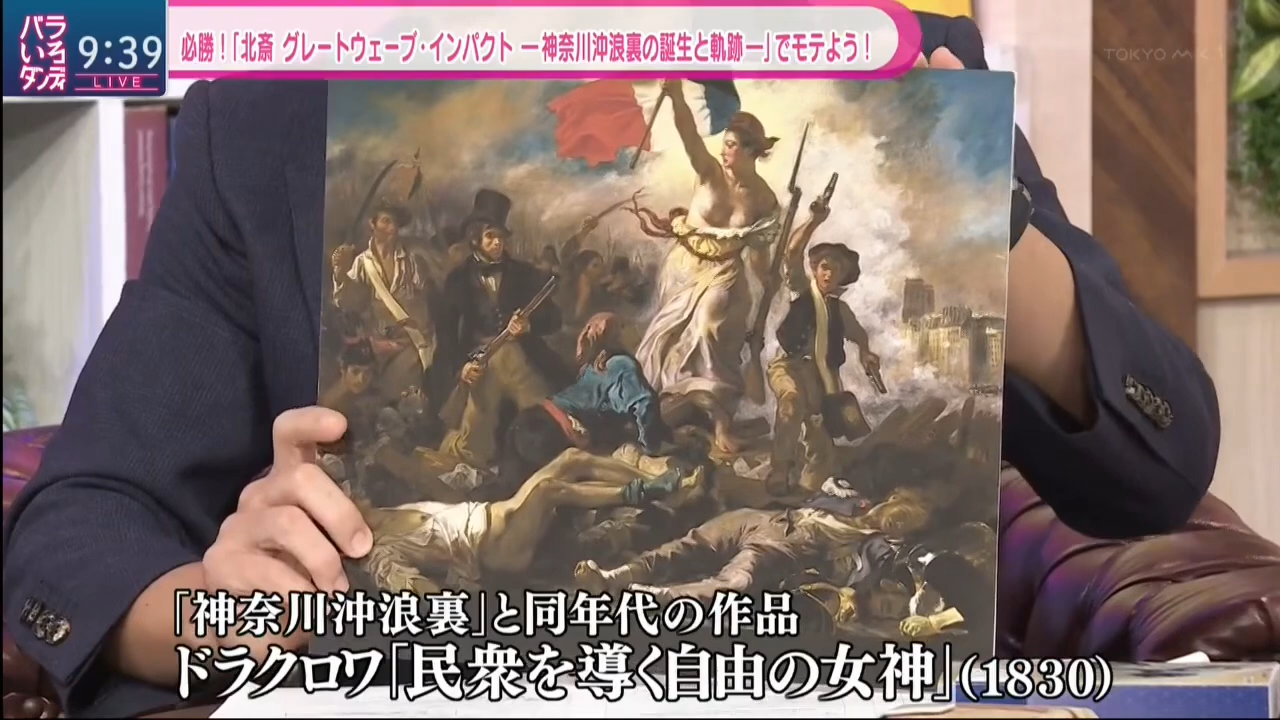 バラいろダンディ
9:39
LIVE
必勝！「北斎 グレートウェーブ・インパクト ―神奈川沖浪裏の誕生と軌跡―」でモテよう！
TOKYO MX
「神奈川沖浪裏」と同年代の作品
ドラクロワ「民衆を導く自由の女神」(1830)